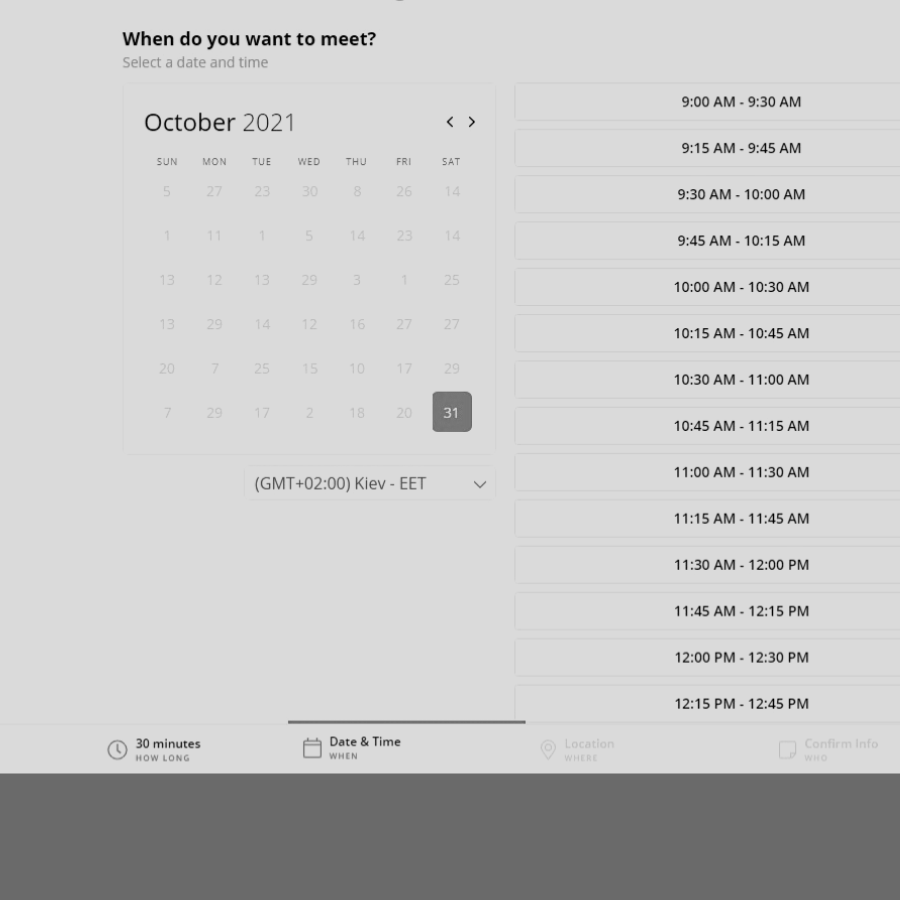 When do you want to meet?
Select a date and time
October 2021
SUN MON TUE WED THU FRI SAT
5 27 23 30 8 26 14
1 11 1 5 14 23 14
13 12 13 29 3 1 25
13 29 14 12 16 27 27
20 7 25 15 10 17 29
7 29 17 2 18 20 31
(GMT+02:00) Kiev - EET
9:00 AM - 9:30 AM
9:15 AM - 9:45 AM
9:30 AM - 10:00 AM
9:45 AM - 10:15 AM
10:00 AM - 10:30 AM
10:15 AM - 10:45 AM
10:30 AM - 11:00 AM
10:45 AM - 11:15 AM
11:00 AM - 11:30 AM
11:15 AM - 11:45 AM
11:30 AM - 12:00 PM
11:45 AM - 12:15 PM
12:00 PM - 12:30 PM
12:15 PM - 12:45 PM
30 minutes
HOW LONG
Date & Time
WHEN
Location
WHERE
Confirm Info
WHO